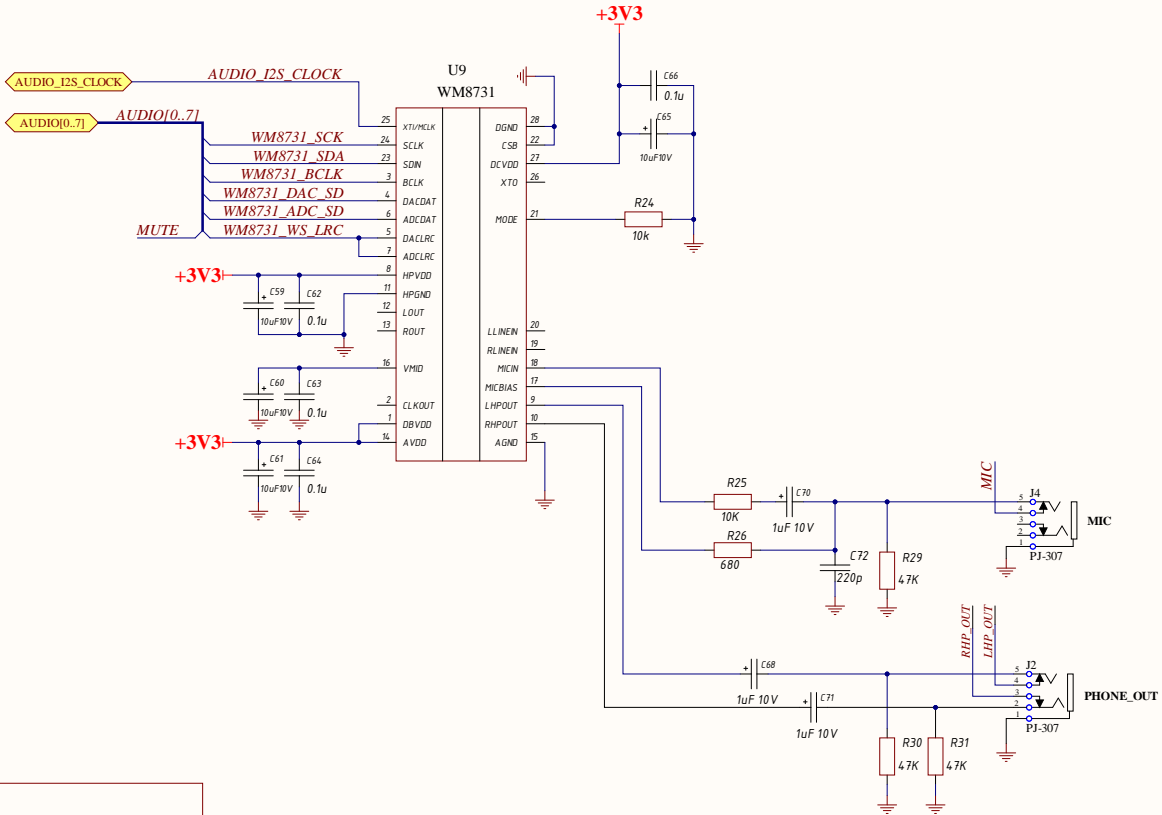 +3V3
AUDIO_I2S_CLOCK
AUDIO_I2S_CLOCK
AUDIO[0..7]
AUDIO[0..7]
U9
WM8731
C66
0.1u
C65
+
10uF10V
25 XTI/MCLK
WM8731_SCK 24 SCLK
WM8731_SDA 23 SDIN
WM8731_BCLK 3 BCLK
WM8731_DAC_SD 4 DACDAT
WM8731_ADC_SD 6 ADCDAT
MUTE
WM8731_WS_LRC 5 DACLRC
7 ADCLRC
+3V3 8 HPVDD
11 HPGND
12 LOUT
13 ROUT
16 VMID
2 CLKOUT
1 DBVDD
+3V3 14 AVDD
DGND 28
CSB 22
DCVDD 27
XTO 26
MODE 21
LLINEIN 20
RLINEIN 19
MICIN 18
MICBIAS 17
LHPOUT 9
RHPOUT 10
AGND 15
R24
10k
+ C59 C62
10uF10V 0.1u
+ C60 C63
10uF10V 0.1u
+ C61 C64
10uF10V 0.1u
R25
10K
+ C70
1uF 10V
R26
680
C72
220p
R29
47K
MIC
J4
5
4
3
2
1
MIC
PJ-307
RHP_OUT
LHP_OUT
+ C68
1uF 10V
+ C71
1uF 10V
J2
5
4
3
2
1
PHONE_OUT
PJ-307
R30
47K
R31
47K